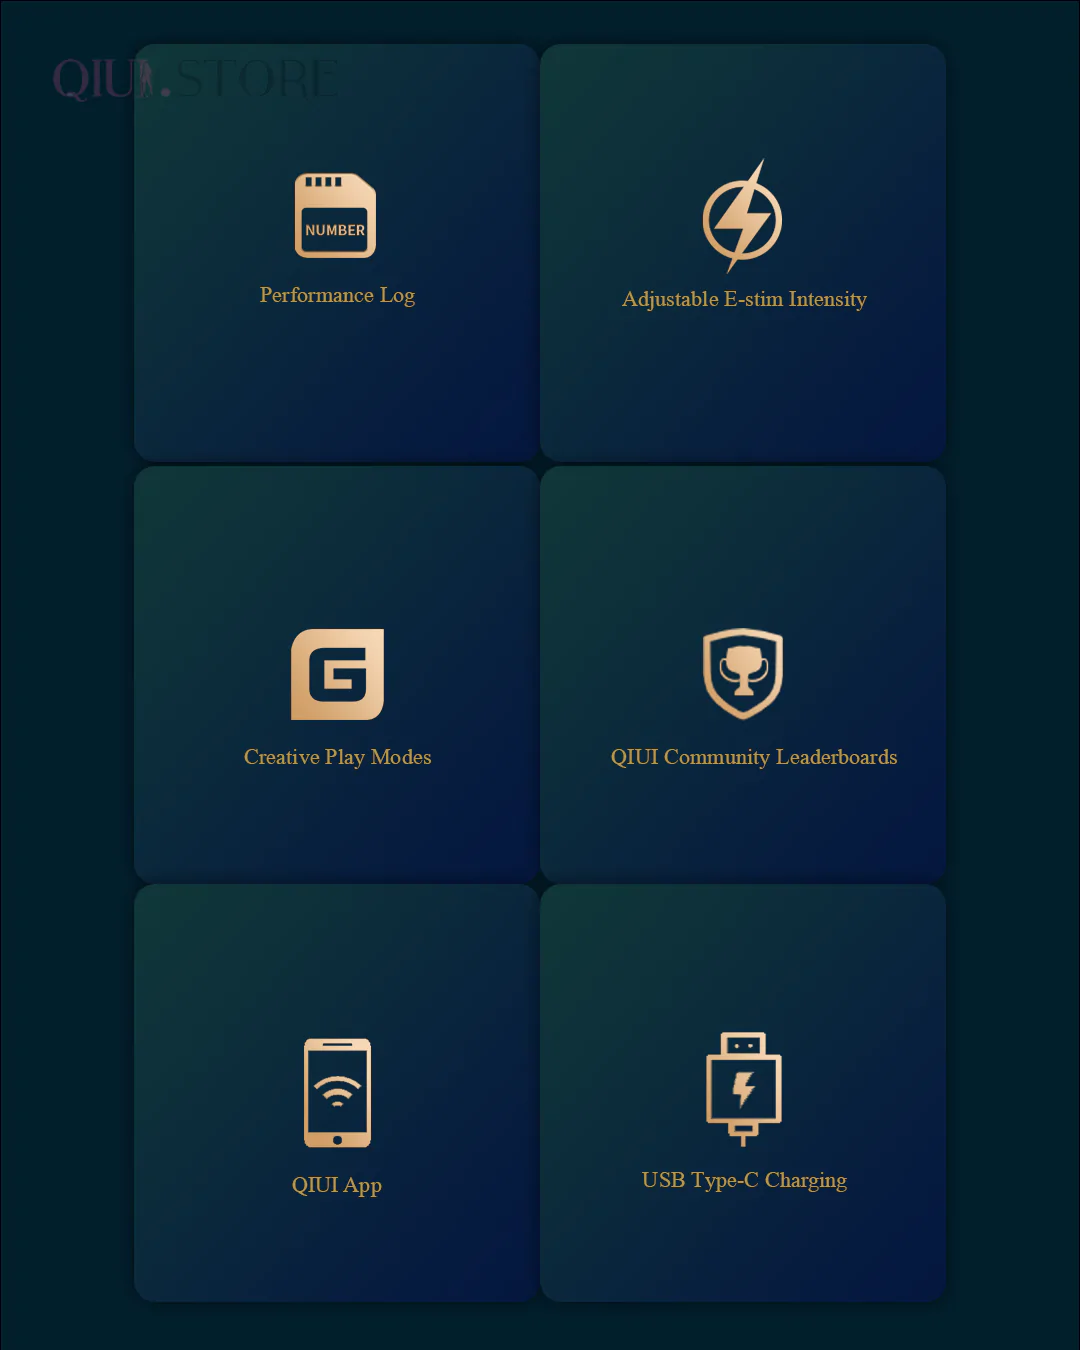 QIUI.STORE
NUMBER
Performance Log
Adjustable E-stim Intensity
G
Creative Play Modes
QIUI Community Leaderboards
QIUI App
USB Type-C Charging